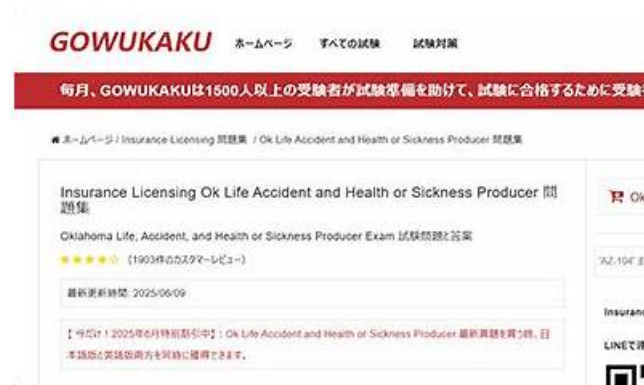 GOWUKAKU ホームページ すべての試験 試験対策
毎月、GOWUKAKUは1500人以上の受験者が試験準備を助けて、試験に合格するために受験者
ホームページ / Insurance Licensing 問題集 / Ok Life Accident and Health or Sickness Producer 問題集
Insurance Licensing Ok Life Accident and Health or Sickness Producer 問
題集
Oklahoma Life, Accident, and Health or Sickness Producer Exam 試験問題と答案
(1903件のカスタマーレビュー)
最新更新時間: 2025/06/09
【 今だけ！2025年6月特別割引中】: Ok Life Accident and Health or Sickness Producer 最新真題を買う時、日
本語版と英語版両方を同時に獲得できます。
Ok
'AZ-104'
Insuranc
LINEで